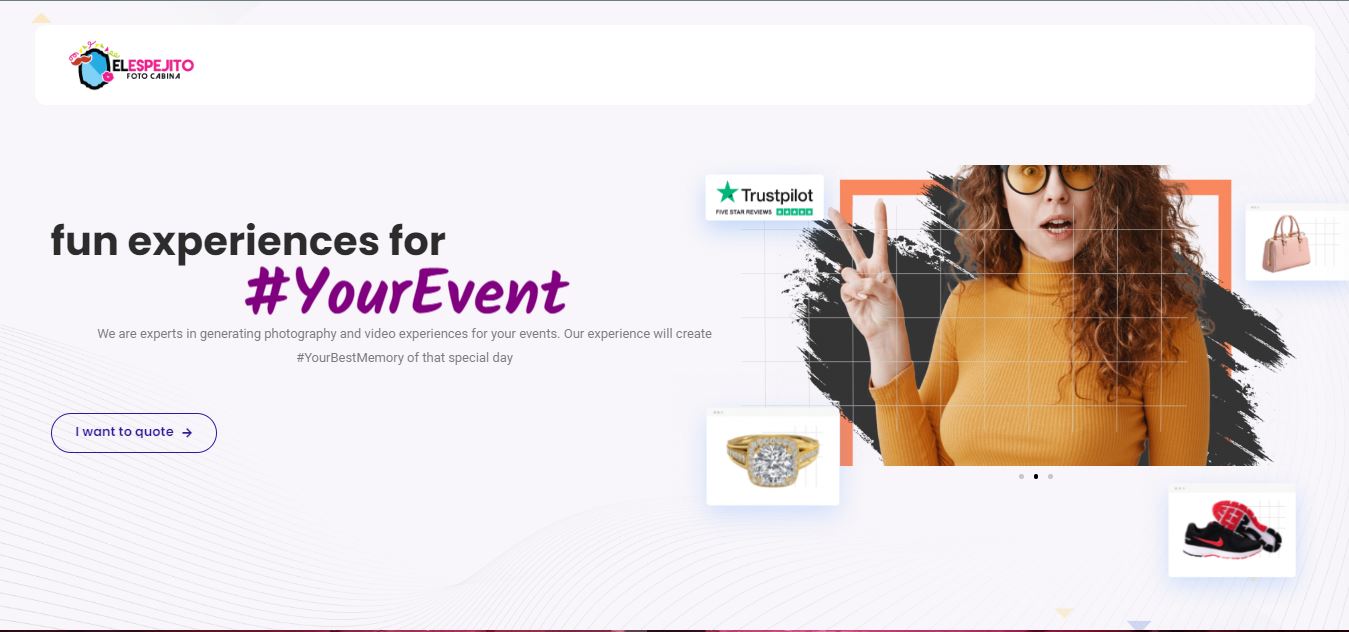 ELESPEJITO
FOTO CABINA
Trustpilot
FIVE STAR REVIEWS
fun experiences for
#YourEvent
We are experts in generating photography and video experiences for your events. Our experience will create
#YourBestMemory of that special day
I want to quote